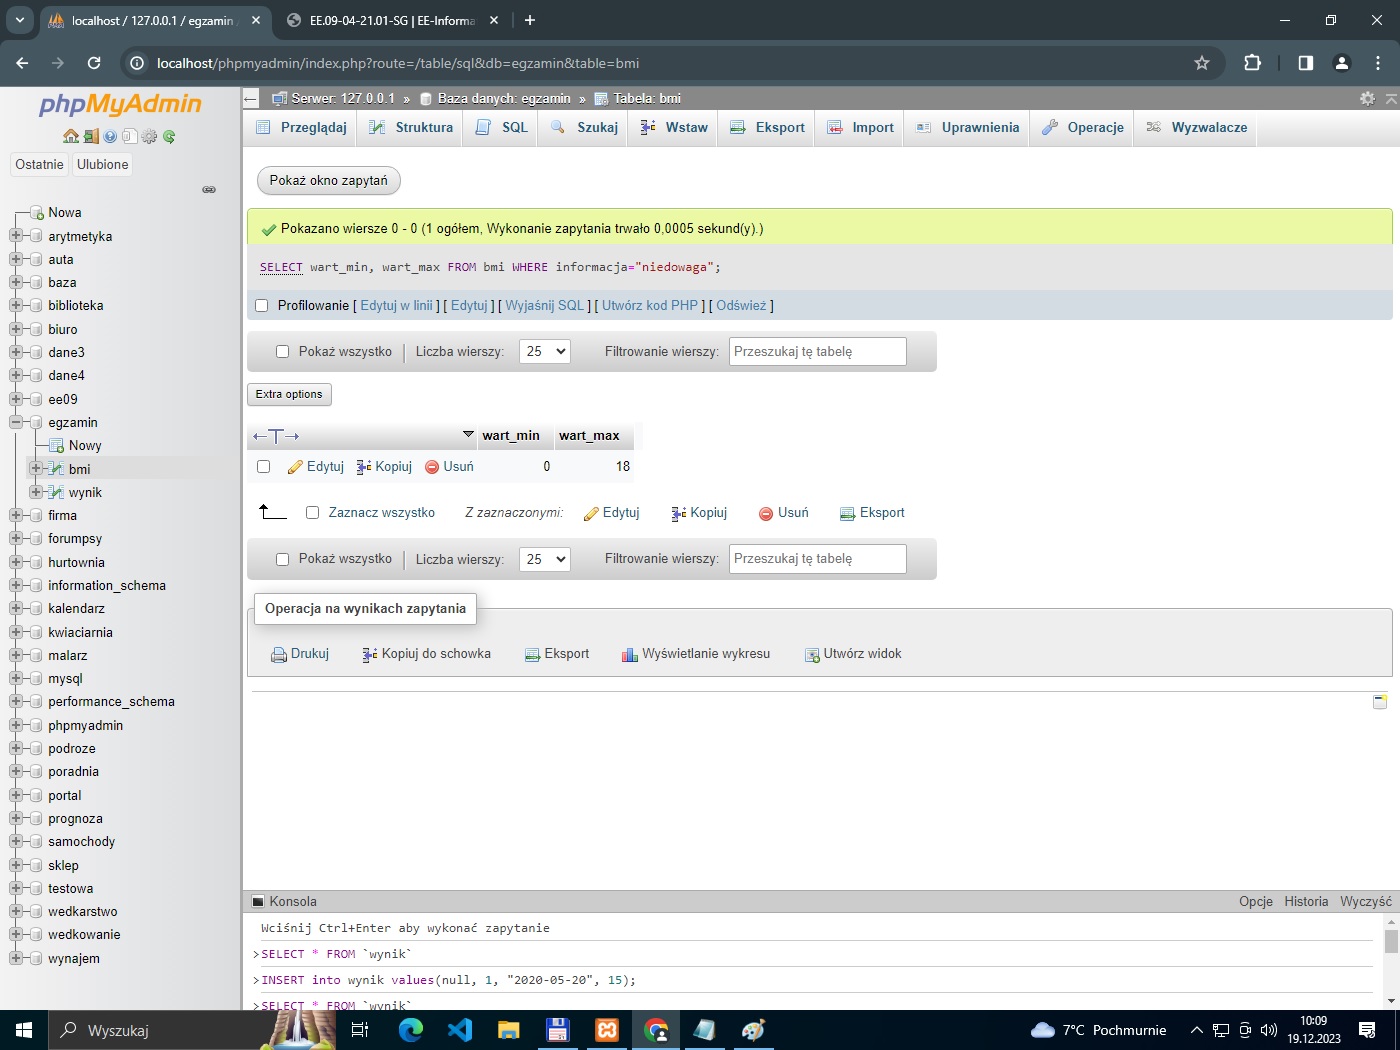 localhost / 127.0.0.1 / egzamin
EE.09-04-21.01-SG | EE-Informa
localhost/phpmyadmin/index.php?route=/table/sql&db=egzamin&table=bmi
phpMyAdmin
Ostatnie
Ulubione
Nowa
arytmetyka
auta
baza
biblioteka
biuro
dane3
dane4
ee09
egzamin
Nowy
bmi
wynik
firma
forumpsy
hurtownia
information_schema
kalendarz
kwiaciarnia
malarz
mysql
performance_schema
phpmyadmin
podroze
poradnia
portal
prognoza
samochody
sklep
testowa
wedkarstwo
wedkowanie
wynajem
Serwer: 127.0.0.1 » Baza danych: egzamin » Tabela: bmi
Przeglądaj Struktura SQL Szukaj Wstaw Eksport Import Uprawnienia Operacje Wyzwalacze
Pokaż okno zapytań
Pokazano wiersze 0 - 0 (1 ogółem, Wykonanie zapytania trwało 0,0005 sekund(y).)
SELECT wart_min, wart_max FROM bmi WHERE informacja="niedowaga";
Profilowanie [ Edytuj w linii ] [ Edytuj ] [ Wyjaśnij SQL ] [ Utwórz kod PHP ] [ Odśwież ]
Pokaż wszystko Liczba wierszy: 25 Filtrowanie wierszy: Przeszukaj tę tabelę
Extra options
←T→ wart_min wart_max
Edytuj Kopiuj Usuń 0 18
Zaznacz wszystko Z zaznaczonymi: Edytuj Kopiuj Usuń Eksport
Pokaż wszystko Liczba wierszy: 25 Filtrowanie wierszy: Przeszukaj tę tabelę
Operacja na wynikach zapytania
Drukuj Kopiuj do schowka Eksport Wyświetlanie wykresu Utwórz widok
Konsola Opcje Historia Wyczyść
Wciśnij Ctrl+Enter aby wykonać zapytanie
>SELECT * FROM `wynik`
>INSERT into wynik values(null, 1, "2020-05-20", 15);
>SELECT * FROM `wynik`
Wyszukaj
7°C Pochmurnie
10:09
19.12.2023